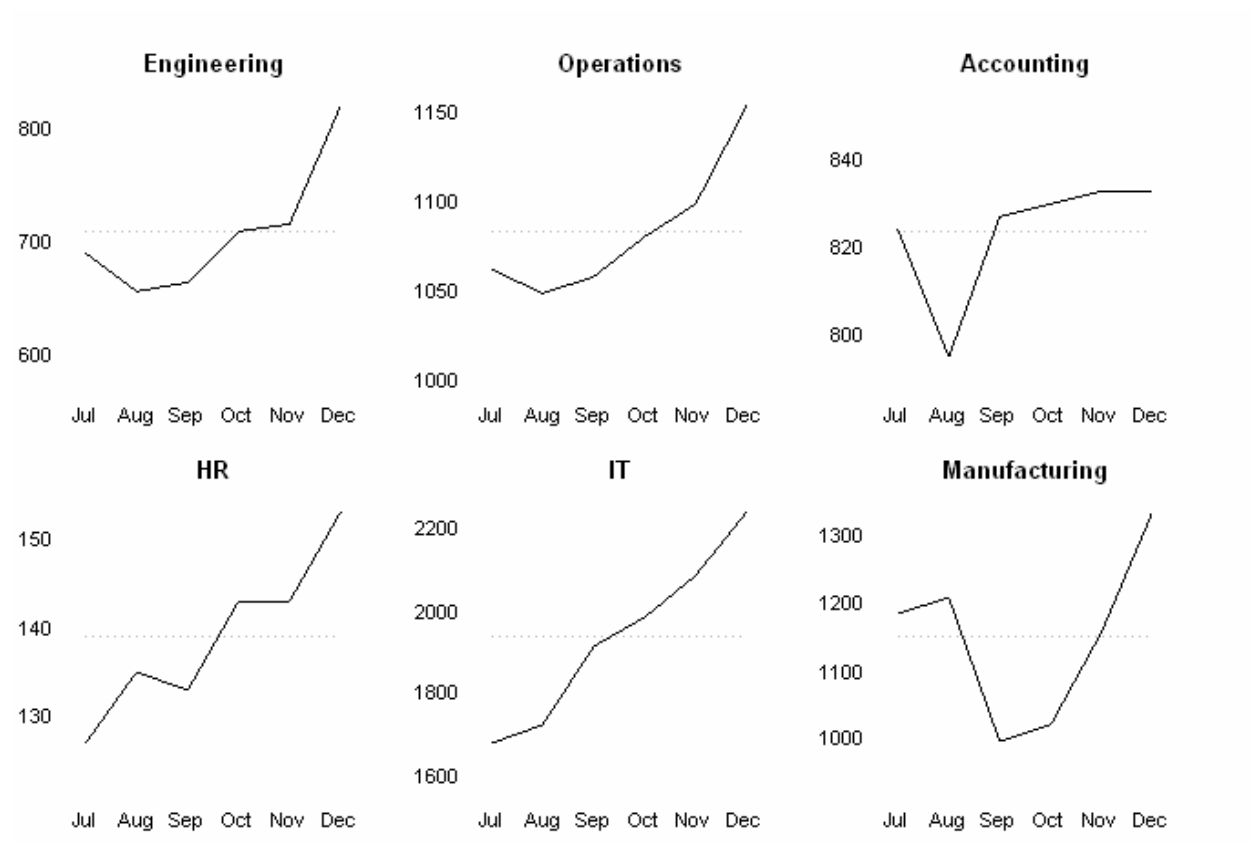 Engineering
800
700
600
Jul Aug Sep Oct Nov Dec
Operations
1150
1100
1050
1000
Jul Aug Sep Oct Nov Dec
Accounting
840
820
800
Jul Aug Sep Oct Nov Dec
HR
150
140
130
Jul Aug Sep Oct Nov Dec
IT
2200
2000
1800
1600
Jul Aug Sep Oct Nov Dec
Manufacturing
1300
1200
1100
1000
Jul Aug Sep Oct Nov Dec